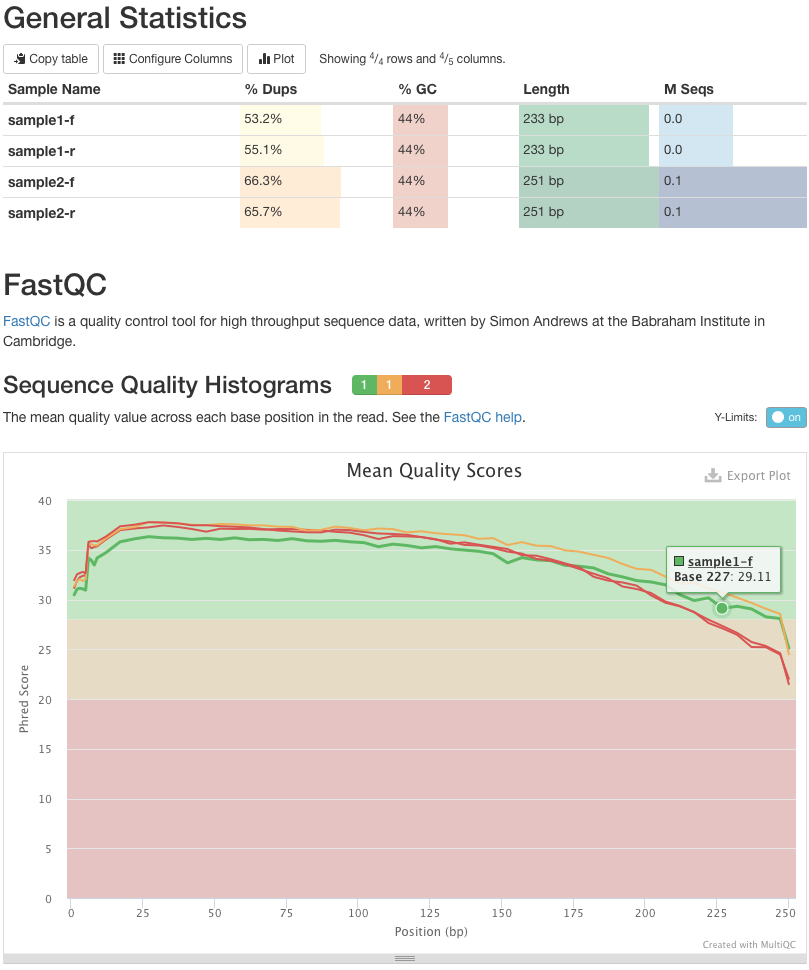 General Statistics
Copy table Configure Columns Plot Showing 4/4 rows and 4/5 columns.
Sample Name % Dups % GC Length M Seqs
sample1-f 53.2% 44% 233 bp 0.0
sample1-r 55.1% 44% 233 bp 0.0
sample2-f 66.3% 44% 251 bp 0.1
sample2-r 65.7% 44% 251 bp 0.1
FastQC
FastQC is a quality control tool for high throughput sequence data, written by Simon Andrews at the Babraham Institute in
Cambridge.
Sequence Quality Histograms 1 1 2
The mean quality value across each base position in the read. See the FastQC help. Y-Limits: on
Mean Quality Scores
Export Plot
40
35
30
25
20
15
10
5
0
Phred Score
sample1-f
Base 227: 29.11
0 25 50 75 100 125 150 175 200 225 250
Position (bp)
Created with MultiQC